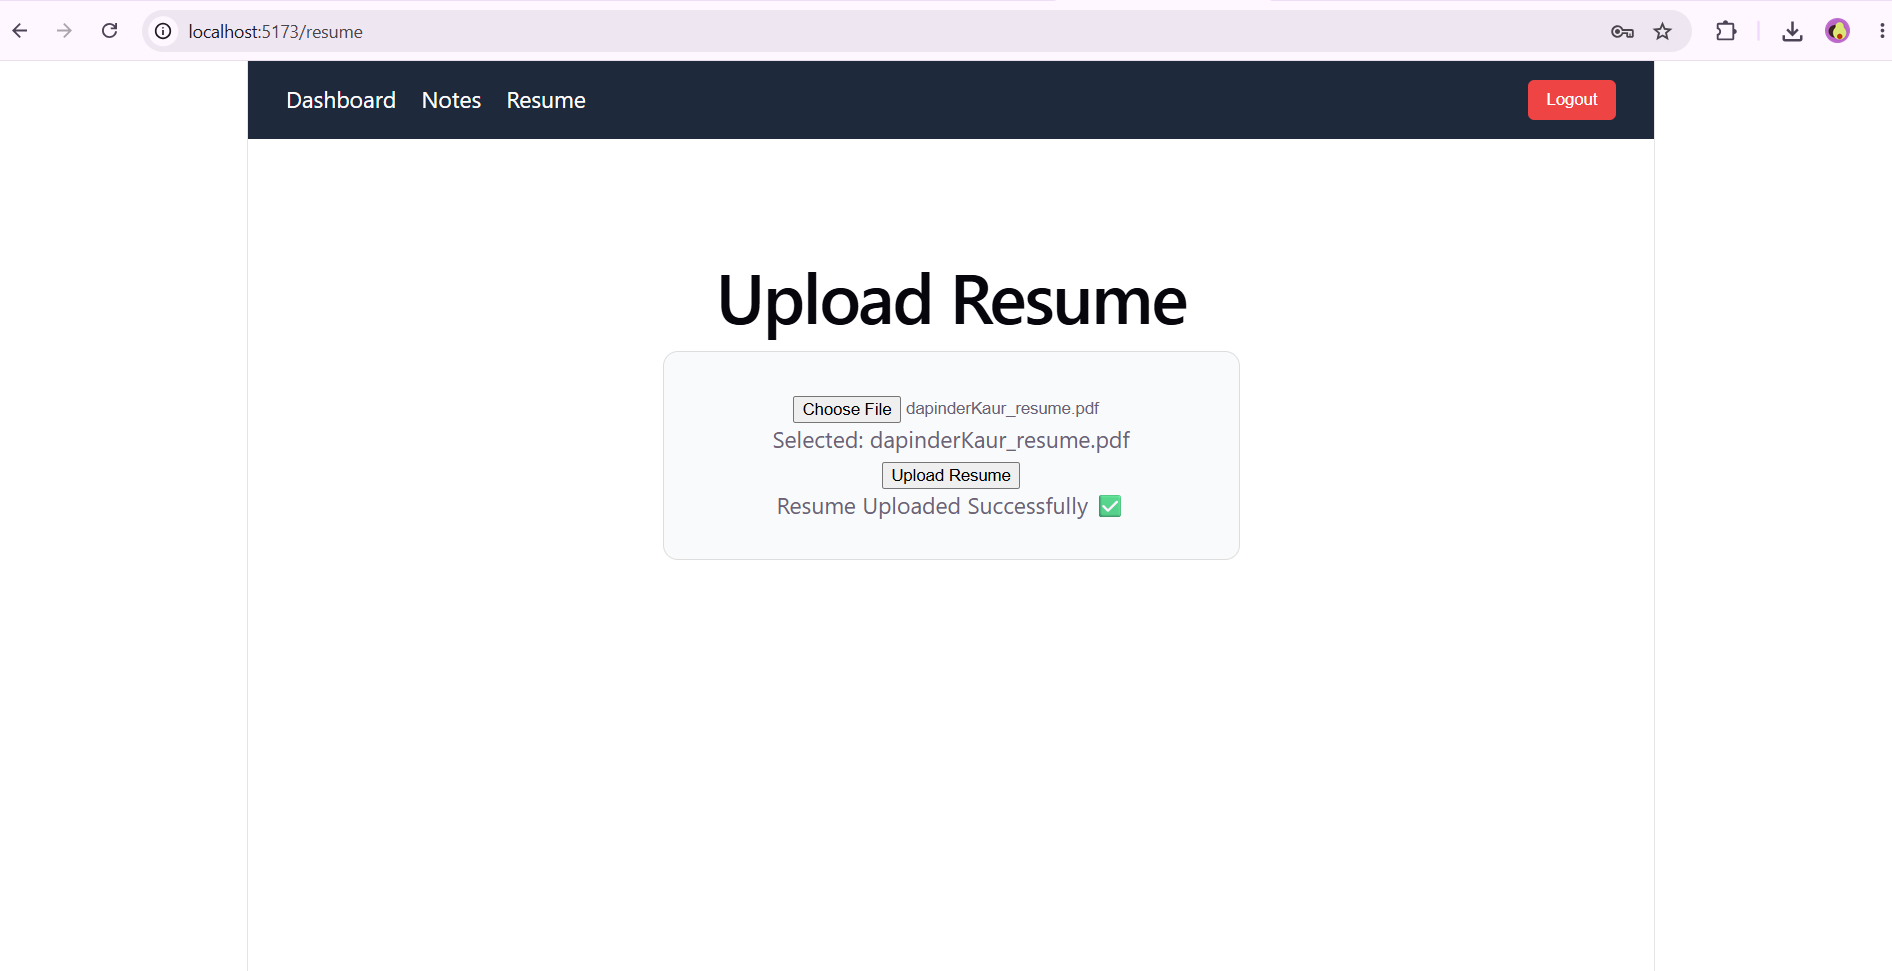 localhost:5173/resume
Dashboard Notes Resume Logout
Upload Resume
Choose File dapinderKaur_resume.pdf
Selected: dapinderKaur_resume.pdf
Upload Resume
Resume Uploaded Successfully ✅